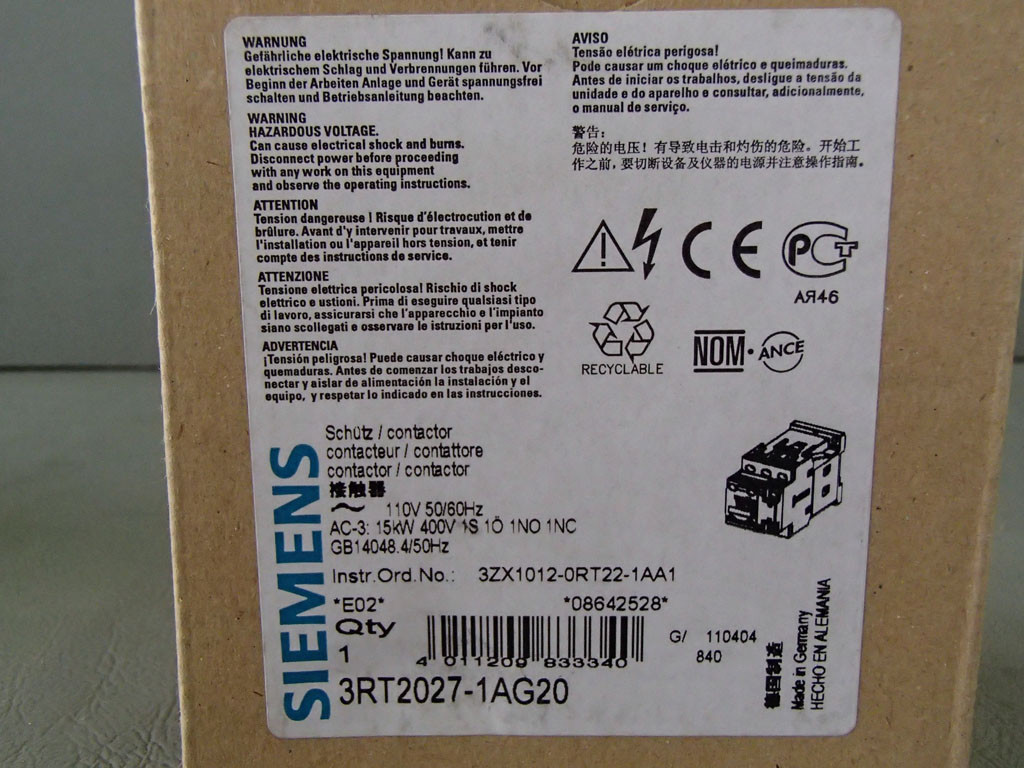 WARNUNG
Gefährliche elektrische Spannung! Kann zu
elektrischem Schlag und Verbrennungen führen. Vor
Beginn der Arbeiten Anlage und Gerät spannungsfrei
schalten und Betriebsanleitung beachten.
WARNING
HAZARDOUS VOLTAGE.
Can cause electrical shock and burns.
Disconnect power before proceeding
with any work on this equipment
and observe the operating instructions.
ATTENTION
Tension dangereuse ! Risque d'électrocution et de
brûlure. Avant d'y intervenir pour travaux, mettre
l'installation ou l'appareil hors tension, et tenir
compte des instructions de service.
ATTENZIONE
Tensione elettrica pericolosa! Rischio di shock
elettrico e ustioni. Prima di eseguire qualsiasi tipo
di lavoro, assicurarsi che l'apparecchio e l'impianto
siano scollegati e osservare le istruzioni per l'uso.
ADVERTENCIA
¡Tensión peligrosa! Puede causar choque eléctrico y
quemaduras. Antes de comenzar los trabajos desco-
nectar y aislar de alimentación la instalación y el
equipo, y respetar lo indicado en las instrucciones.
AVISO
Tensão elétrica perigosa!
Pode causar um choque elétrico e queimaduras.
Antes de iniciar os trabalhos, desligue a tensão da
unidade e do aparelho e consultar, adicionalmente,
o manual de serviço.
警告:
危险的电压! 有导致电击和灼伤的危险。开始工
作之前, 要切断设备及仪器的电源并注意操作指南。
CE
РСТ
АЯ46
RECYCLABLE
NOM · ANCE
SIEMENS
Schütz / contactor
contacteur / contattore
contactor / contactor
接触器
~ 110V 50/60Hz
AC-3: 15kW 400V 1S 1Ö 1NO 1NC
GB14048.4/50Hz
Instr.Ord.No.: 3ZX1012-0RT22-1AA1
*E02* *08642528*
Qty
1
4 011209 833340
G/ 110404
840
3RT2027-1AG20
德国制造
Made in Germany
HECHO EN ALEMANIA